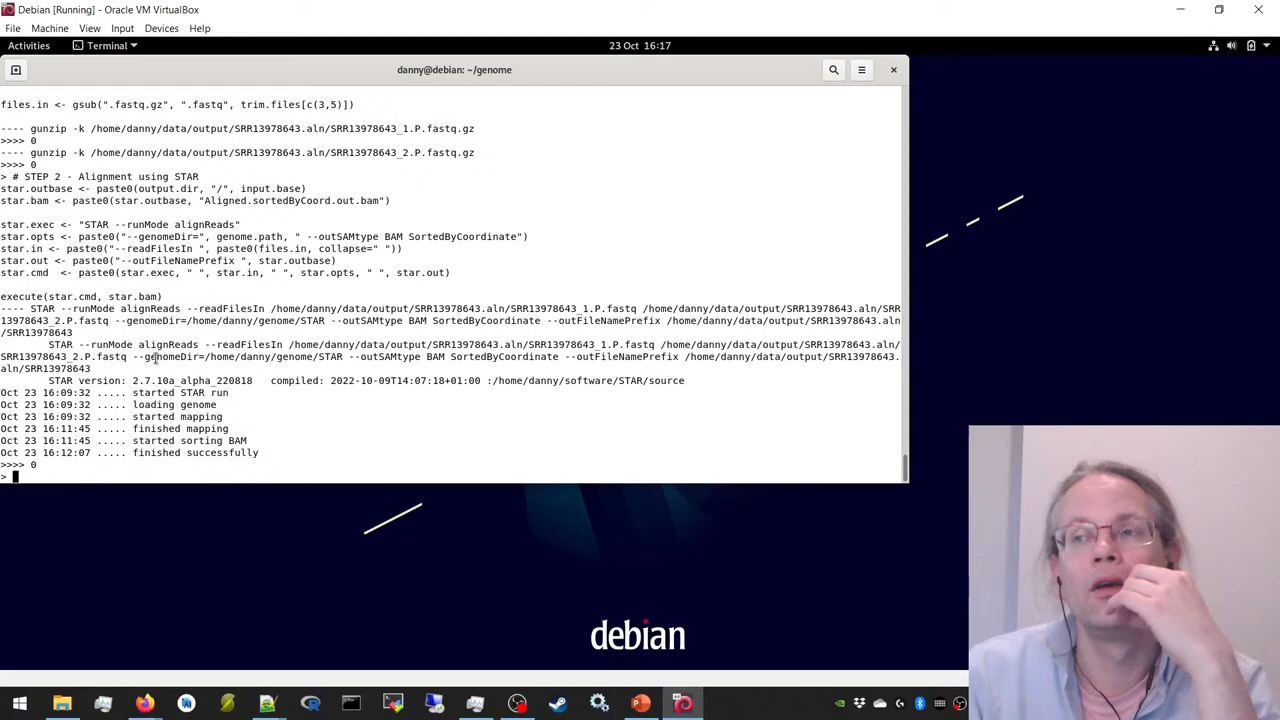 Debian [Running] - Oracle VM VirtualBox
File Machine View Input Devices Help
Activities Terminal 23 Oct 16:17
danny@debian: ~/genome
files.in <- gsub(".fastq.gz", ".fastq", trim.files[c(3,5)])
---- gunzip -k /home/danny/data/output/SRR13978643.aln/SRR13978643_1.P.fastq.gz
>>>> 0
---- gunzip -k /home/danny/data/output/SRR13978643.aln/SRR13978643_2.P.fastq.gz
>>>> 0
> # STEP 2 - Alignment using STAR
star.outbase <- paste0(output.dir, "/", input.base)
star.bam <- paste0(star.outbase, "Aligned.sortedByCoord.out.bam")
star.exec <- "STAR --runMode alignReads"
star.opts <- paste0("--genomeDir=", genome.path, " --outSAMtype BAM SortedByCoordinate")
star.in <- paste0("--readFilesIn ", paste0(files.in, collapse=" "))
star.out <- paste0("--outFileNamePrefix ", star.outbase)
star.cmd  <- paste0(star.exec, " ", star.in, " ", star.opts, " ", star.out)
execute(star.cmd, star.bam)
---- STAR --runMode alignReads --readFilesIn /home/danny/data/output/SRR13978643.aln/SRR13978643_1.P.fastq /home/danny/data/output/SRR13978643.aln/SRR
13978643_2.P.fastq --genomeDir=/home/danny/genome/STAR --outSAMtype BAM SortedByCoordinate --outFileNamePrefix /home/danny/data/output/SRR13978643.aln
/SRR13978643
STAR --runMode alignReads --readFilesIn /home/danny/data/output/SRR13978643.aln/SRR13978643_1.P.fastq /home/danny/data/output/SRR13978643.aln/
SRR13978643_2.P.fastq --genomeDir=/home/danny/genome/STAR --outSAMtype BAM SortedByCoordinate --outFileNamePrefix /home/danny/data/output/SRR13978643.
aln/SRR13978643
STAR version: 2.7.10a_alpha_220818   compiled: 2022-10-09T14:07:18+01:00 :/home/danny/software/STAR/source
Oct 23 16:09:32 ..... started STAR run
Oct 23 16:09:32 ..... loading genome
Oct 23 16:09:32 ..... started mapping
Oct 23 16:11:45 ..... finished mapping
Oct 23 16:11:45 ..... started sorting BAM
Oct 23 16:12:07 ..... finished successfully
>>>> 0
>
debian